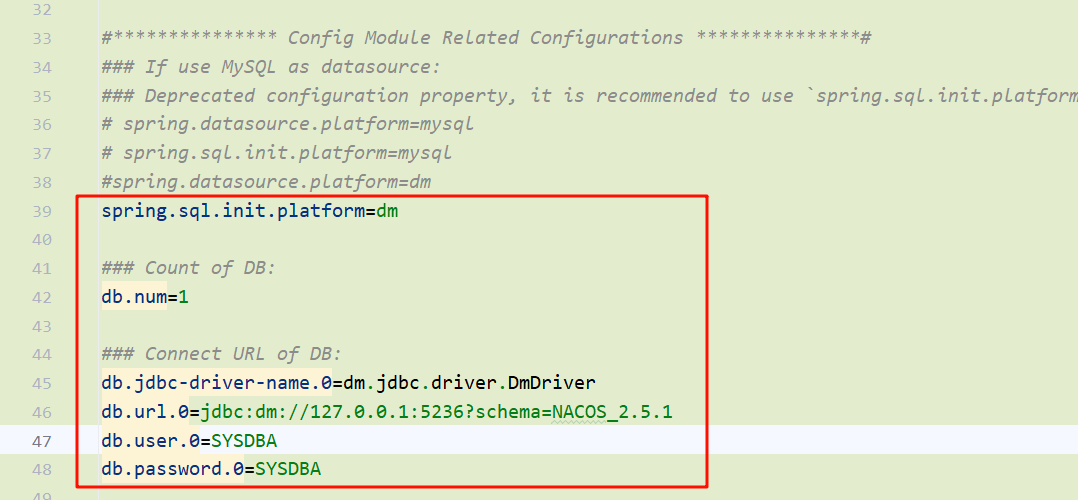 32
33 #*************** Config Module Related Configurations ***************#
34 ### If use MySQL as datasource:
35 ### Deprecated configuration property, it is recommended to use `spring.sql.init.platform
36 # spring.datasource.platform=mysql
37 # spring.sql.init.platform=mysql
38 #spring.datasource.platform=dm
39 spring.sql.init.platform=dm
40
41 ### Count of DB:
42 db.num=1
43
44 ### Connect URL of DB:
45 db.jdbc-driver-name.0=dm.jdbc.driver.DmDriver
46 db.url.0=jdbc:dm://127.0.0.1:5236?schema=NACOS_2.5.1
47 db.user.0=SYSDBA
48 db.password.0=SYSDBA
49